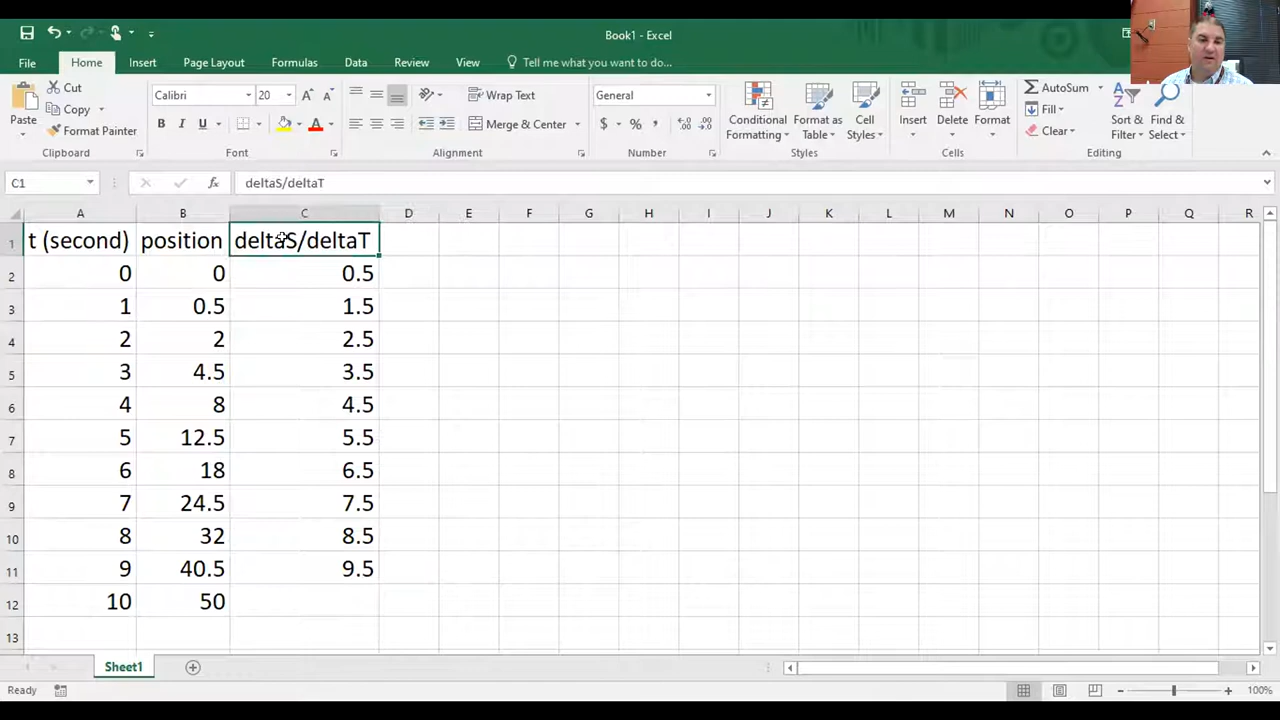 Book1 - Excel
File Home Insert Page Layout Formulas Data Review View Tell me what you want to do...
Paste Cut Copy Format Painter Clipboard
Calibri 20 A A B I U A Font
Wrap Text Merge & Center Alignment
General $ % , Number
Conditional Formatting Format as Table Cell Styles Styles
Insert Delete Format Cells
AutoSum Fill Clear Sort & Filter Find & Select Editing
C1 fx deltaS/deltaT
A B C D E F G H I J K L M N O P Q R
1 t (second) position deltaS/deltaT
2 0 0 0.5
3 1 0.5 1.5
4 2 2 2.5
5 3 4.5 3.5
6 4 8 4.5
7 5 12.5 5.5
8 6 18 6.5
9 7 24.5 7.5
10 8 32 8.5
11 9 40.5 9.5
12 10 50
13
Sheet1
Ready 100%